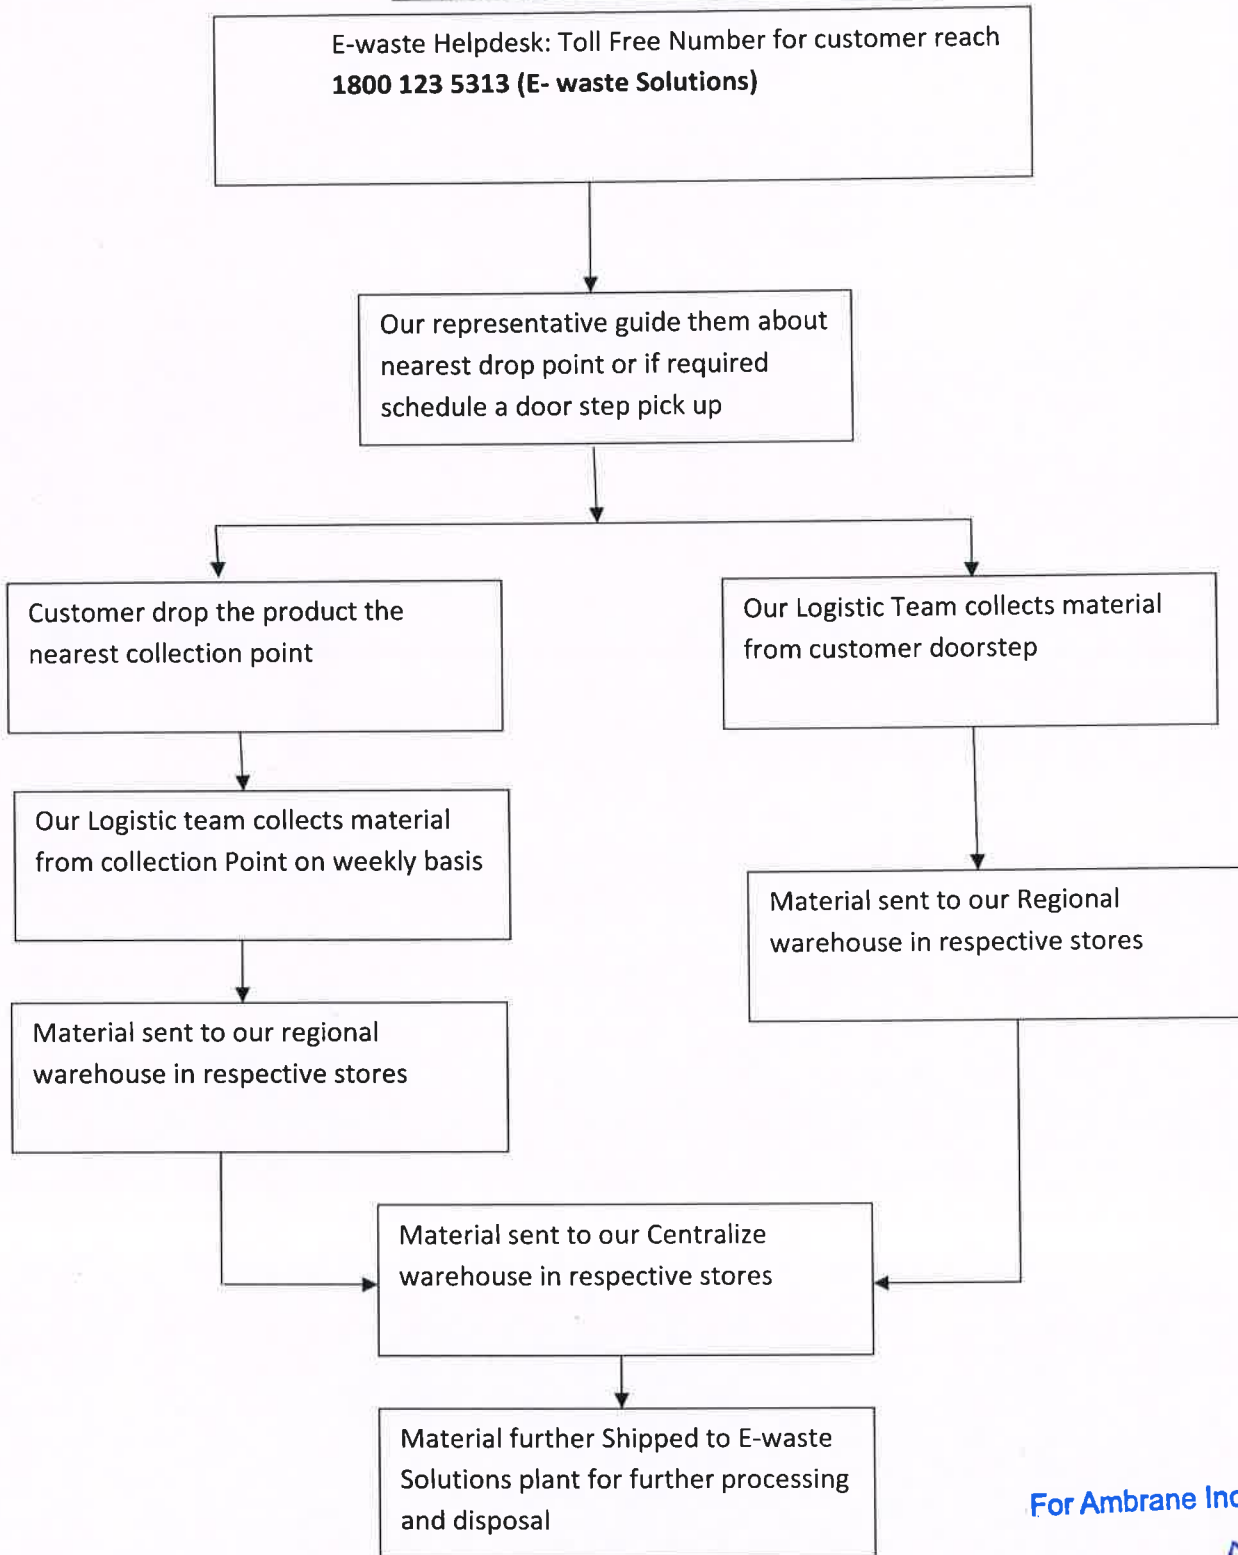 E-waste Helpdesk: Toll Free Number for customer reach
1800 123 5313 (E- waste Solutions)
Our representative guide them about
nearest drop point or if required
schedule a door step pick up
Customer drop the product the
nearest collection point
Our Logistic Team collects material
from customer doorstep
Our Logistic team collects material
from collection Point on weekly basis
Material sent to our Regional
warehouse in respective stores
Material sent to our regional
warehouse in respective stores
Material sent to our Centralize
warehouse in respective stores
Material further Shipped to E-waste
Solutions plant for further processing
and disposal
For Ambrane